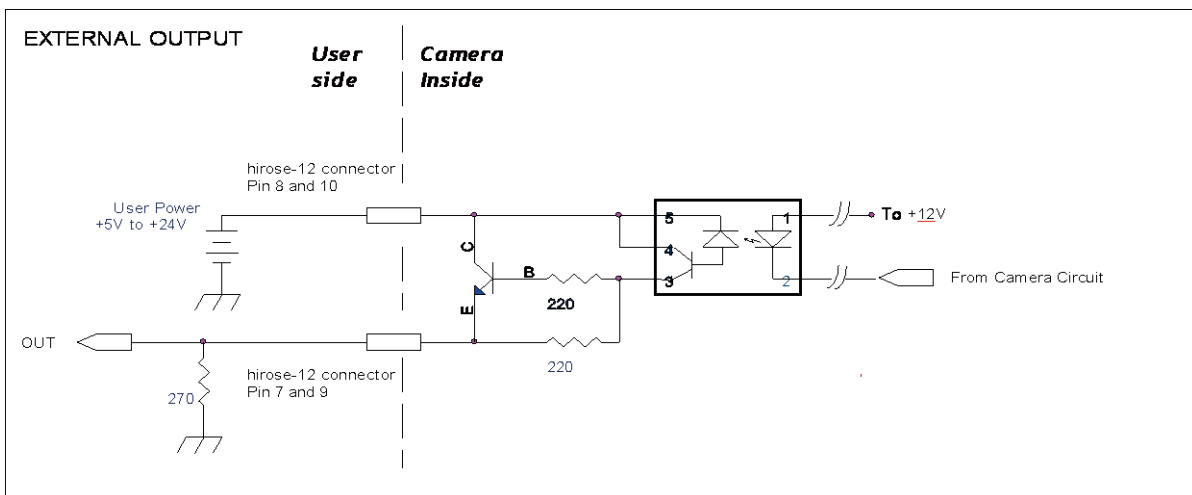 EXTERNAL OUTPUT
User
side
Camera
Inside
hirose-12 connector
Pin 8 and 10
User Power
+5V to +24V
C
B
E
220
220
5
4
3
1
2
To +12V
From Camera Circuit
OUT
270
hirose-12 connector
Pin 7 and 9